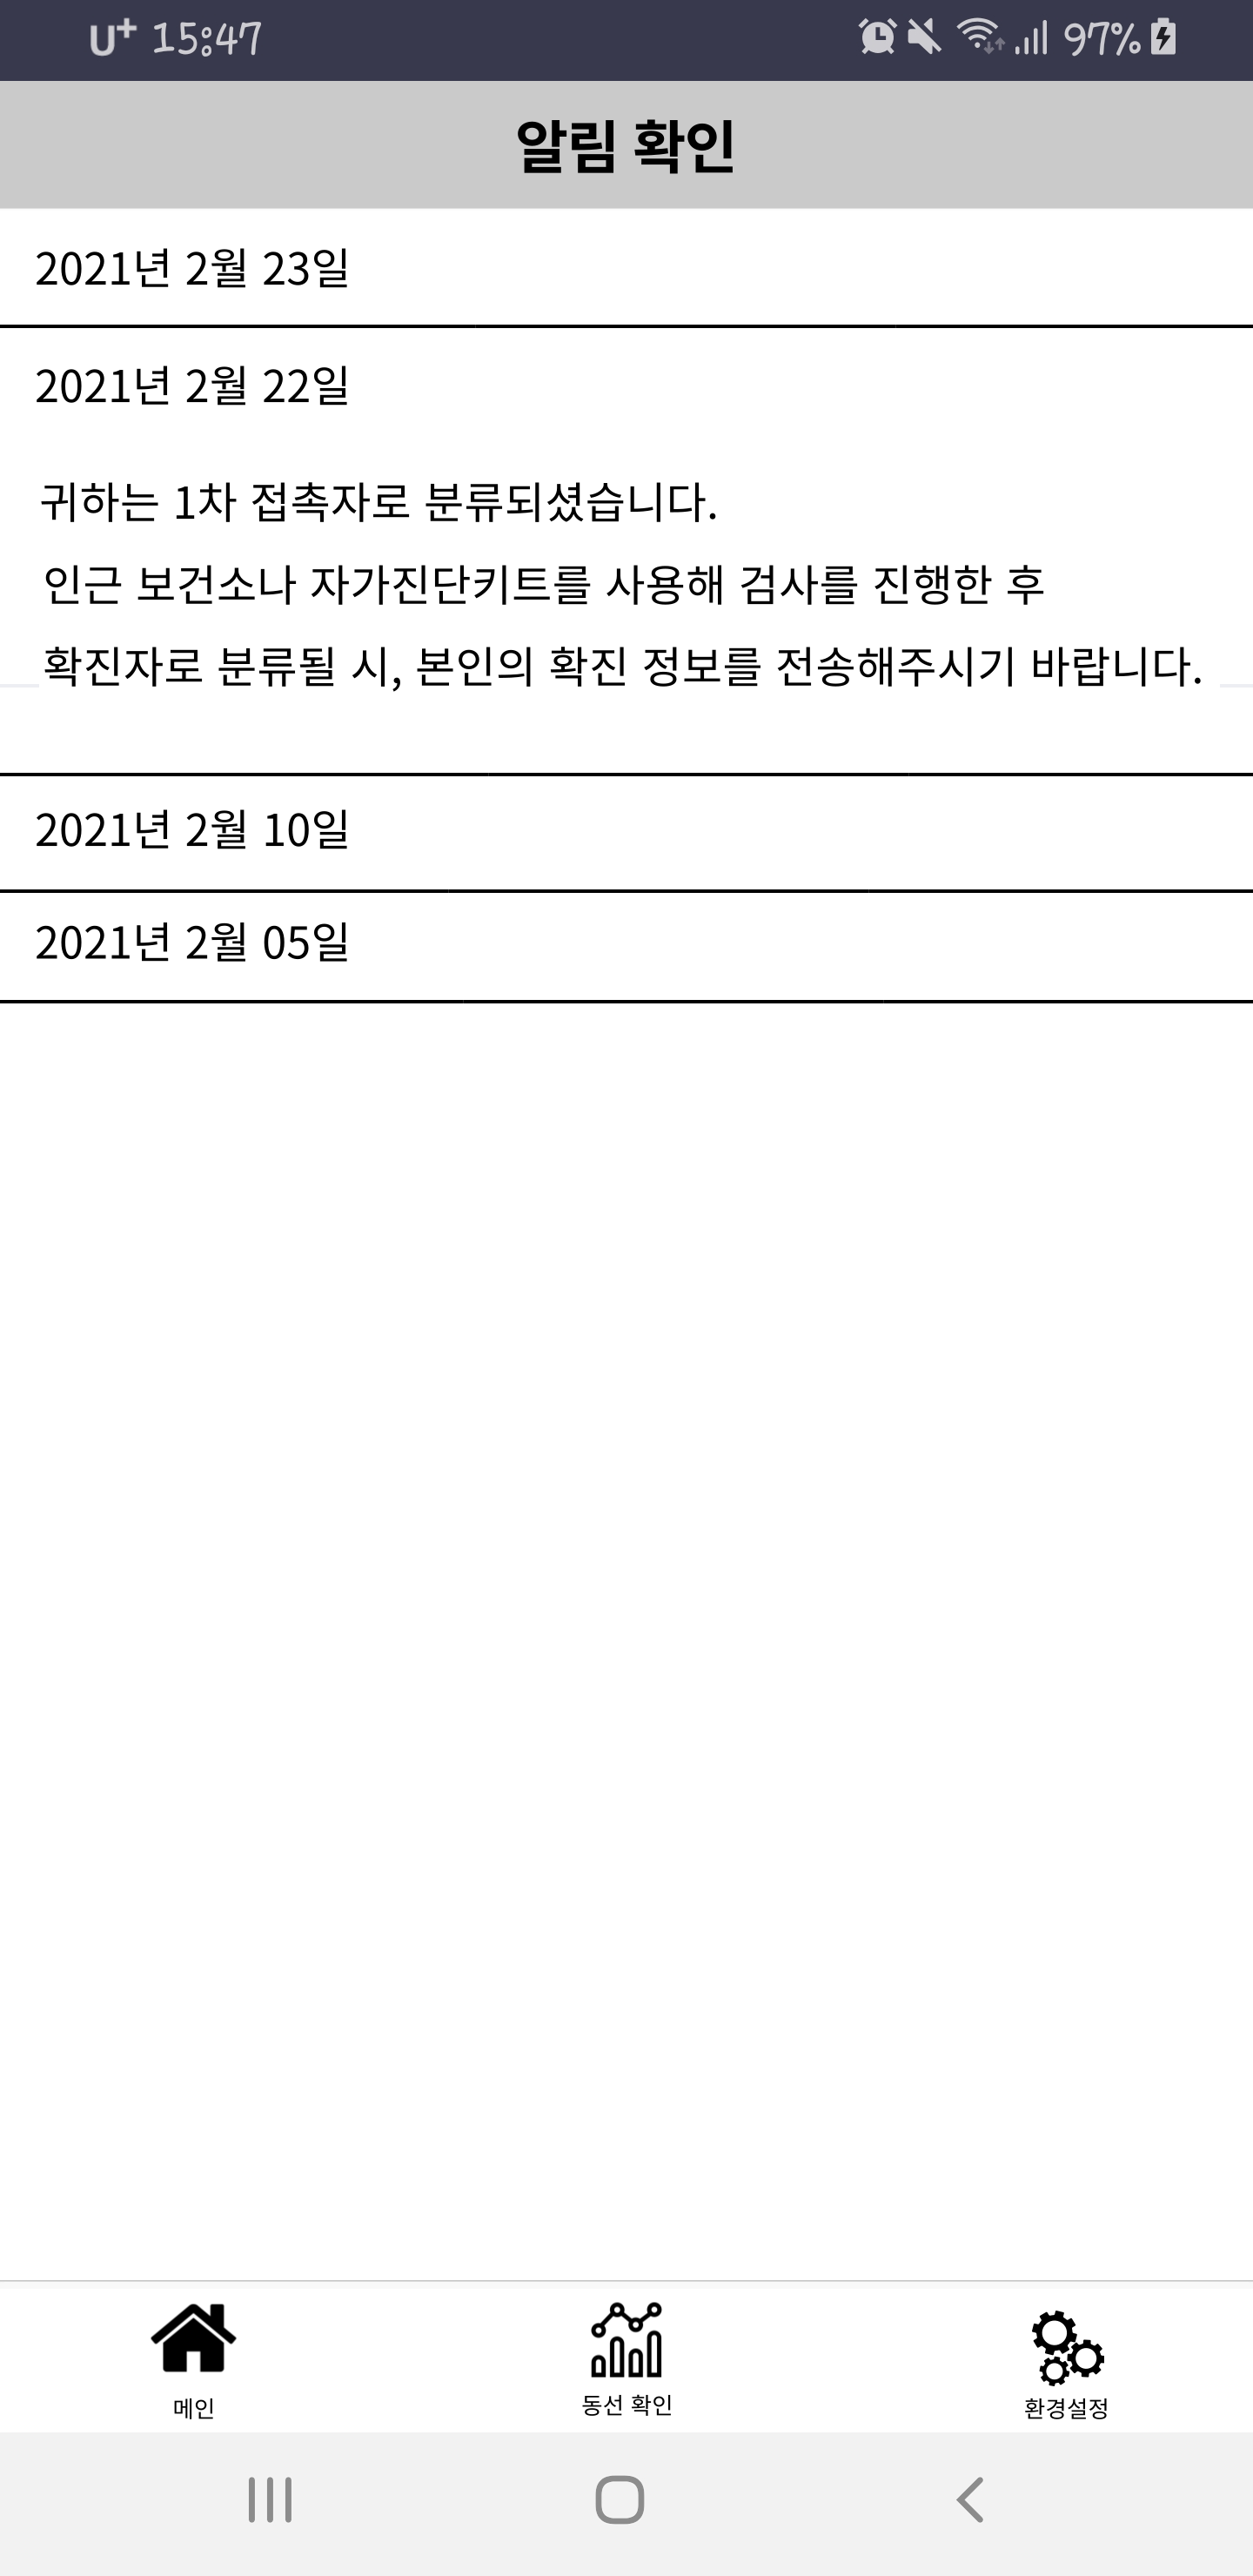 U+ 15:47 97%
알림 확인
2021년 2월 23일
2021년 2월 22일
귀하는 1차 접촉자로 분류되셨습니다.
인근 보건소나 자가진단키트를 사용해 검사를 진행한 후
확진자로 분류될 시, 본인의 확진 정보를 전송해주시기 바랍니다.
2021년 2월 10일
2021년 2월 05일
메인 동선 확인 환경설정